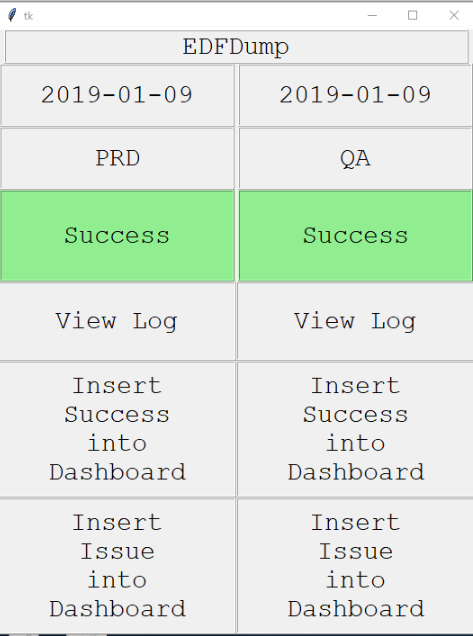 tk
EDFDump
2019-01-09 2019-01-09
PRD QA
Success Success
View Log View Log
Insert Insert
Success Success
into into
Dashboard Dashboard
Insert Insert
Issue Issue
into into
Dashboard Dashboard